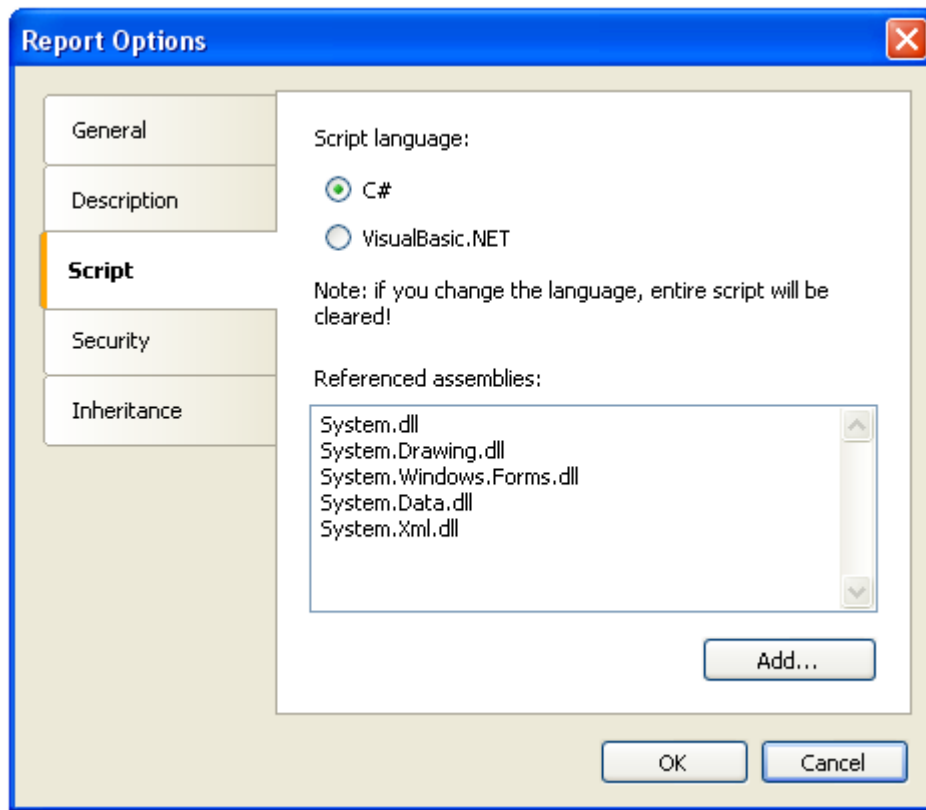 Report Options
General
Description
Script
Security
Inheritance
Script language:
C#
VisualBasic.NET
Note: if you change the language, entire script will be
cleared!
Referenced assemblies:
System.dll
System.Drawing.dll
System.Windows.Forms.dll
System.Data.dll
System.Xml.dll
Add...
OK
Cancel